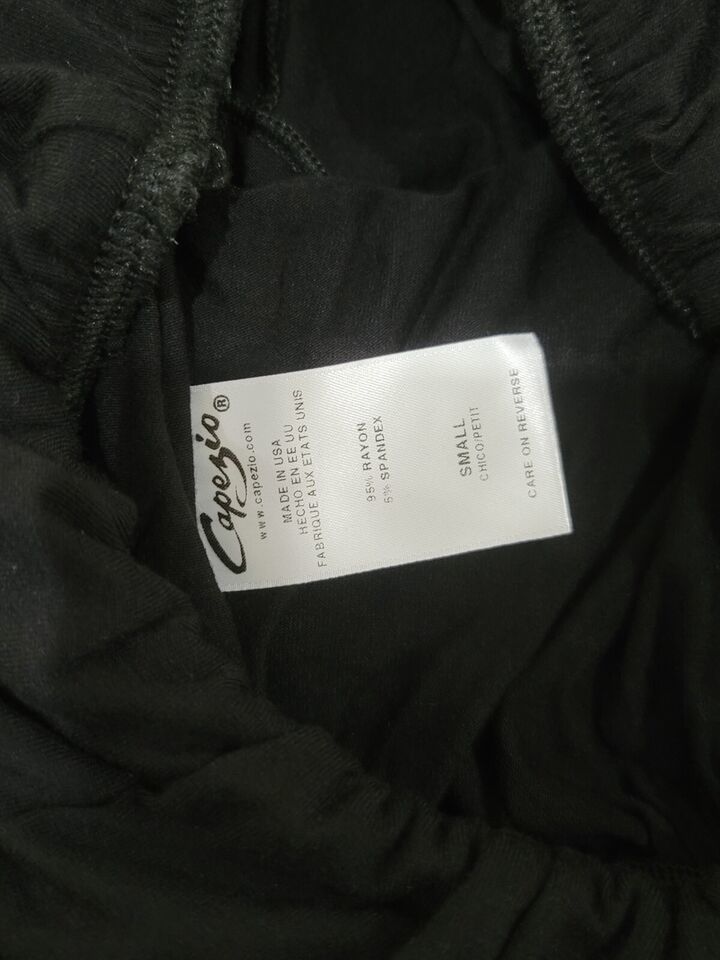 Capezio®
www.capezio.com
MADE IN USA
HECHO EN EE UU
FABRIQUE AUX ETATS UNIS
95% RAYON
5% SPANDEX
SMALL
CHICO/PETIT
CARE ON REVERSE